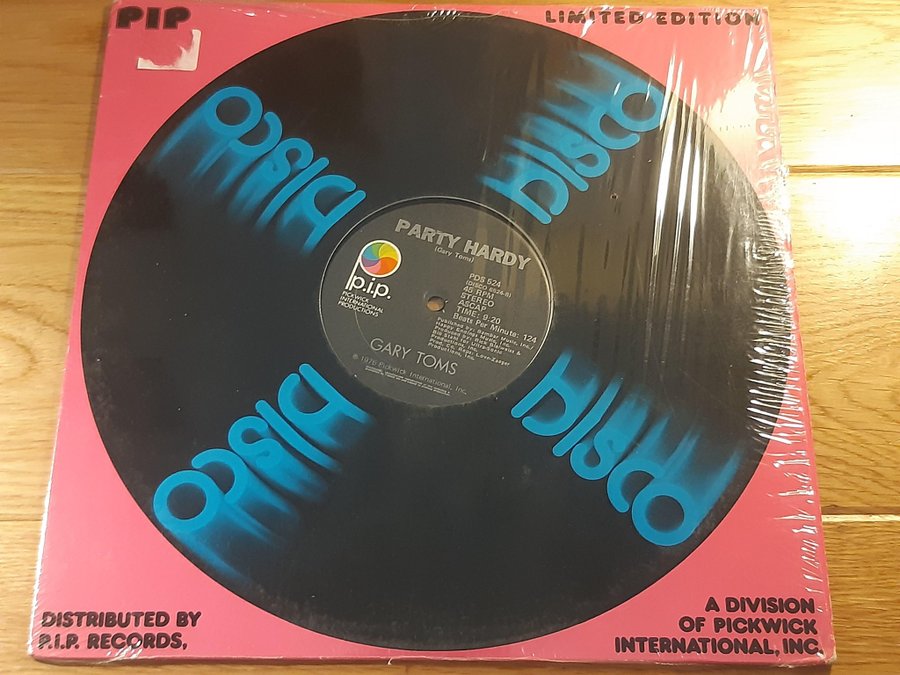 PIP
LIMITED EDITION
DISCO
DISCO
PARTY HARDY
(Gary Toms)
p.i.p.
PICKWICK
INTERNATIONAL
PRODUCTIONS
PDS 524
45 RPM
STEREO
ASCAP
TIME: 9:20
Beats Per Minute: 124
GARY TOMS
℗ 1978 Pickwick International, Inc.
DISCO
DISCO
DISTRIBUTED BY
P.I.P. RECORDS,
A DIVISION
OF PICKWICK
INTERNATIONAL, INC.